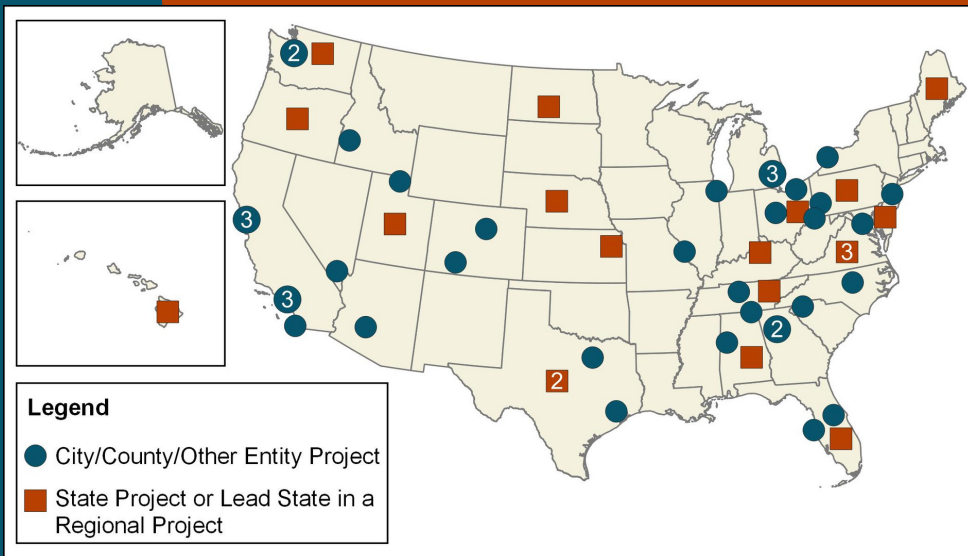 2
3
3
3
3
2
2
Legend
City/County/Other Entity Project
State Project or Lead State in a
Regional Project